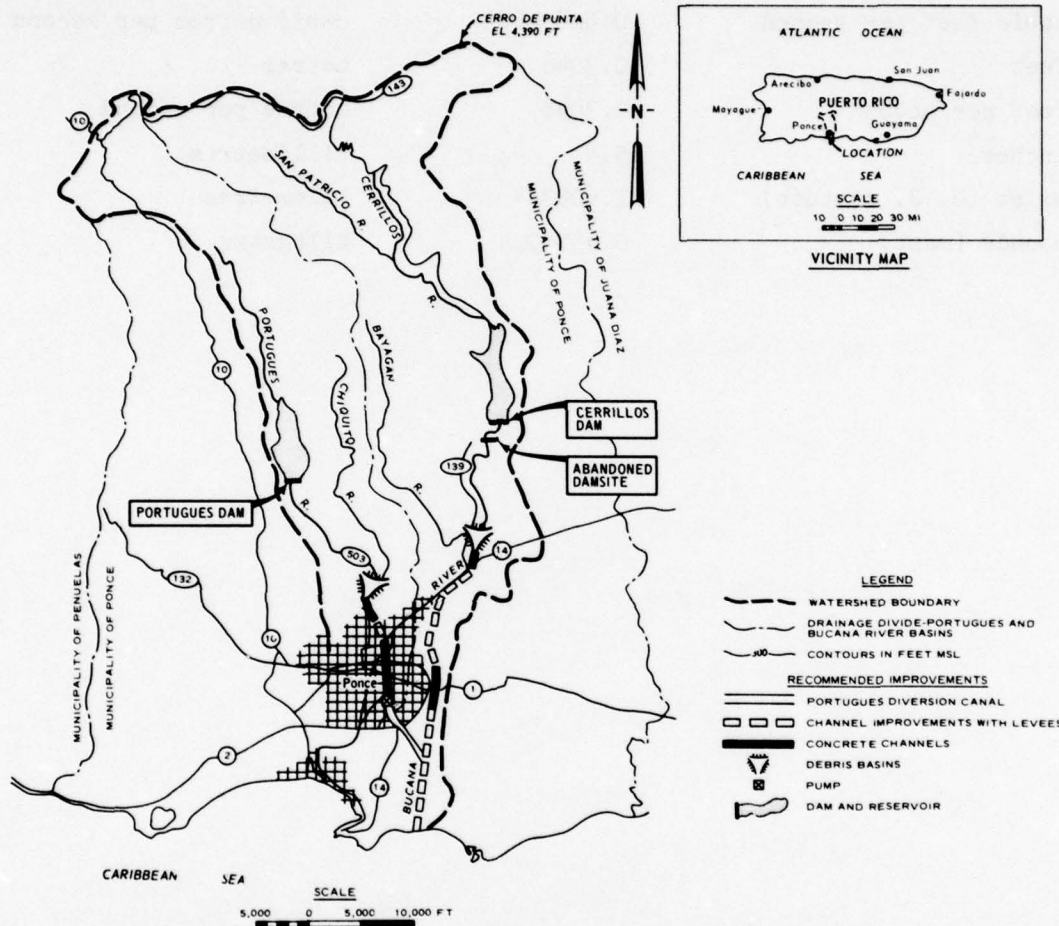 CERRO DE PUNTA
EL 4,390 FT
143
10
N
SAN PATRICIO R.
CERRILLOS
R.
MUNICIPALITY OF JUANA DIAZ
MUNICIPALITY OF PONCE
PORTUGUES
R.
10
BAYAGAN
R.
CHIQUITO
R.
CERRILLOS
DAM
ABANDONED
DAMSITE
139
PORTUGUES DAM
503
14
RIVER
132
MUNICIPALITY OF PENUELAS
MUNICIPALITY OF PONCE
10
Ponce
1
2
14
BUCANA
CARIBBEAN SEA
SCALE
5,000 0 5,000 10,000 FT
ATLANTIC OCEAN
Arecibo
San Juan
Fajardo
Mayague
PUERTO RICO
Ponce
Guayama
LOCATION
CARIBBEAN SEA
SCALE
10 0 10 20 30 MI
VICINITY MAP
LEGEND
WATERSHED BOUNDARY
DRAINAGE DIVIDE-PORTUGUES AND
BUCANA RIVER BASINS
300 CONTOURS IN FEET MSL
RECOMMENDED IMPROVEMENTS
PORTUGUES DIVERSION CANAL
CHANNEL IMPROVEMENTS WITH LEVEES
CONCRETE CHANNELS
DEBRIS BASINS
PUMP
DAM AND RESERVOIR